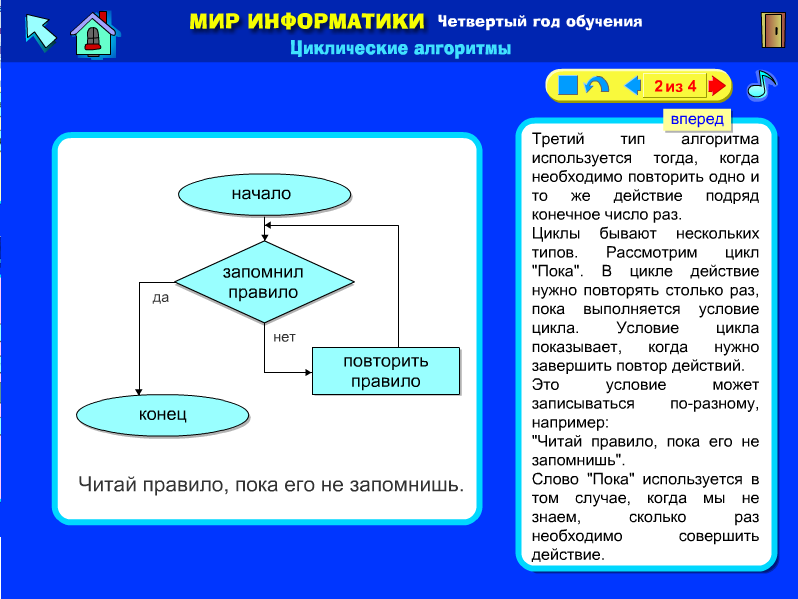 МИР ИНФОРМАТИКИ Четвертый год обучения
Циклические алгоритмы
2 из 4
вперед
начало
запомнил
правило
да
нет
повторить
правило
конец
Читай правило, пока его не запомнишь.
Третий тип алгоритма
используется тогда, когда
необходимо повторить одно и
то же действие подряд
конечное число раз.
Циклы бывают нескольких
типов. Рассмотрим цикл
"Пока". В цикле действие
нужно повторять столько раз,
пока выполняется условие
цикла. Условие цикла
показывает, когда нужно
завершить повтор действий.
Это условие может
записываться по-разному,
например:
"Читай правило, пока его не
запомнишь".
Слово "Пока" используется в
том случае, когда мы не
знаем, сколько раз
необходимо совершить
действие.